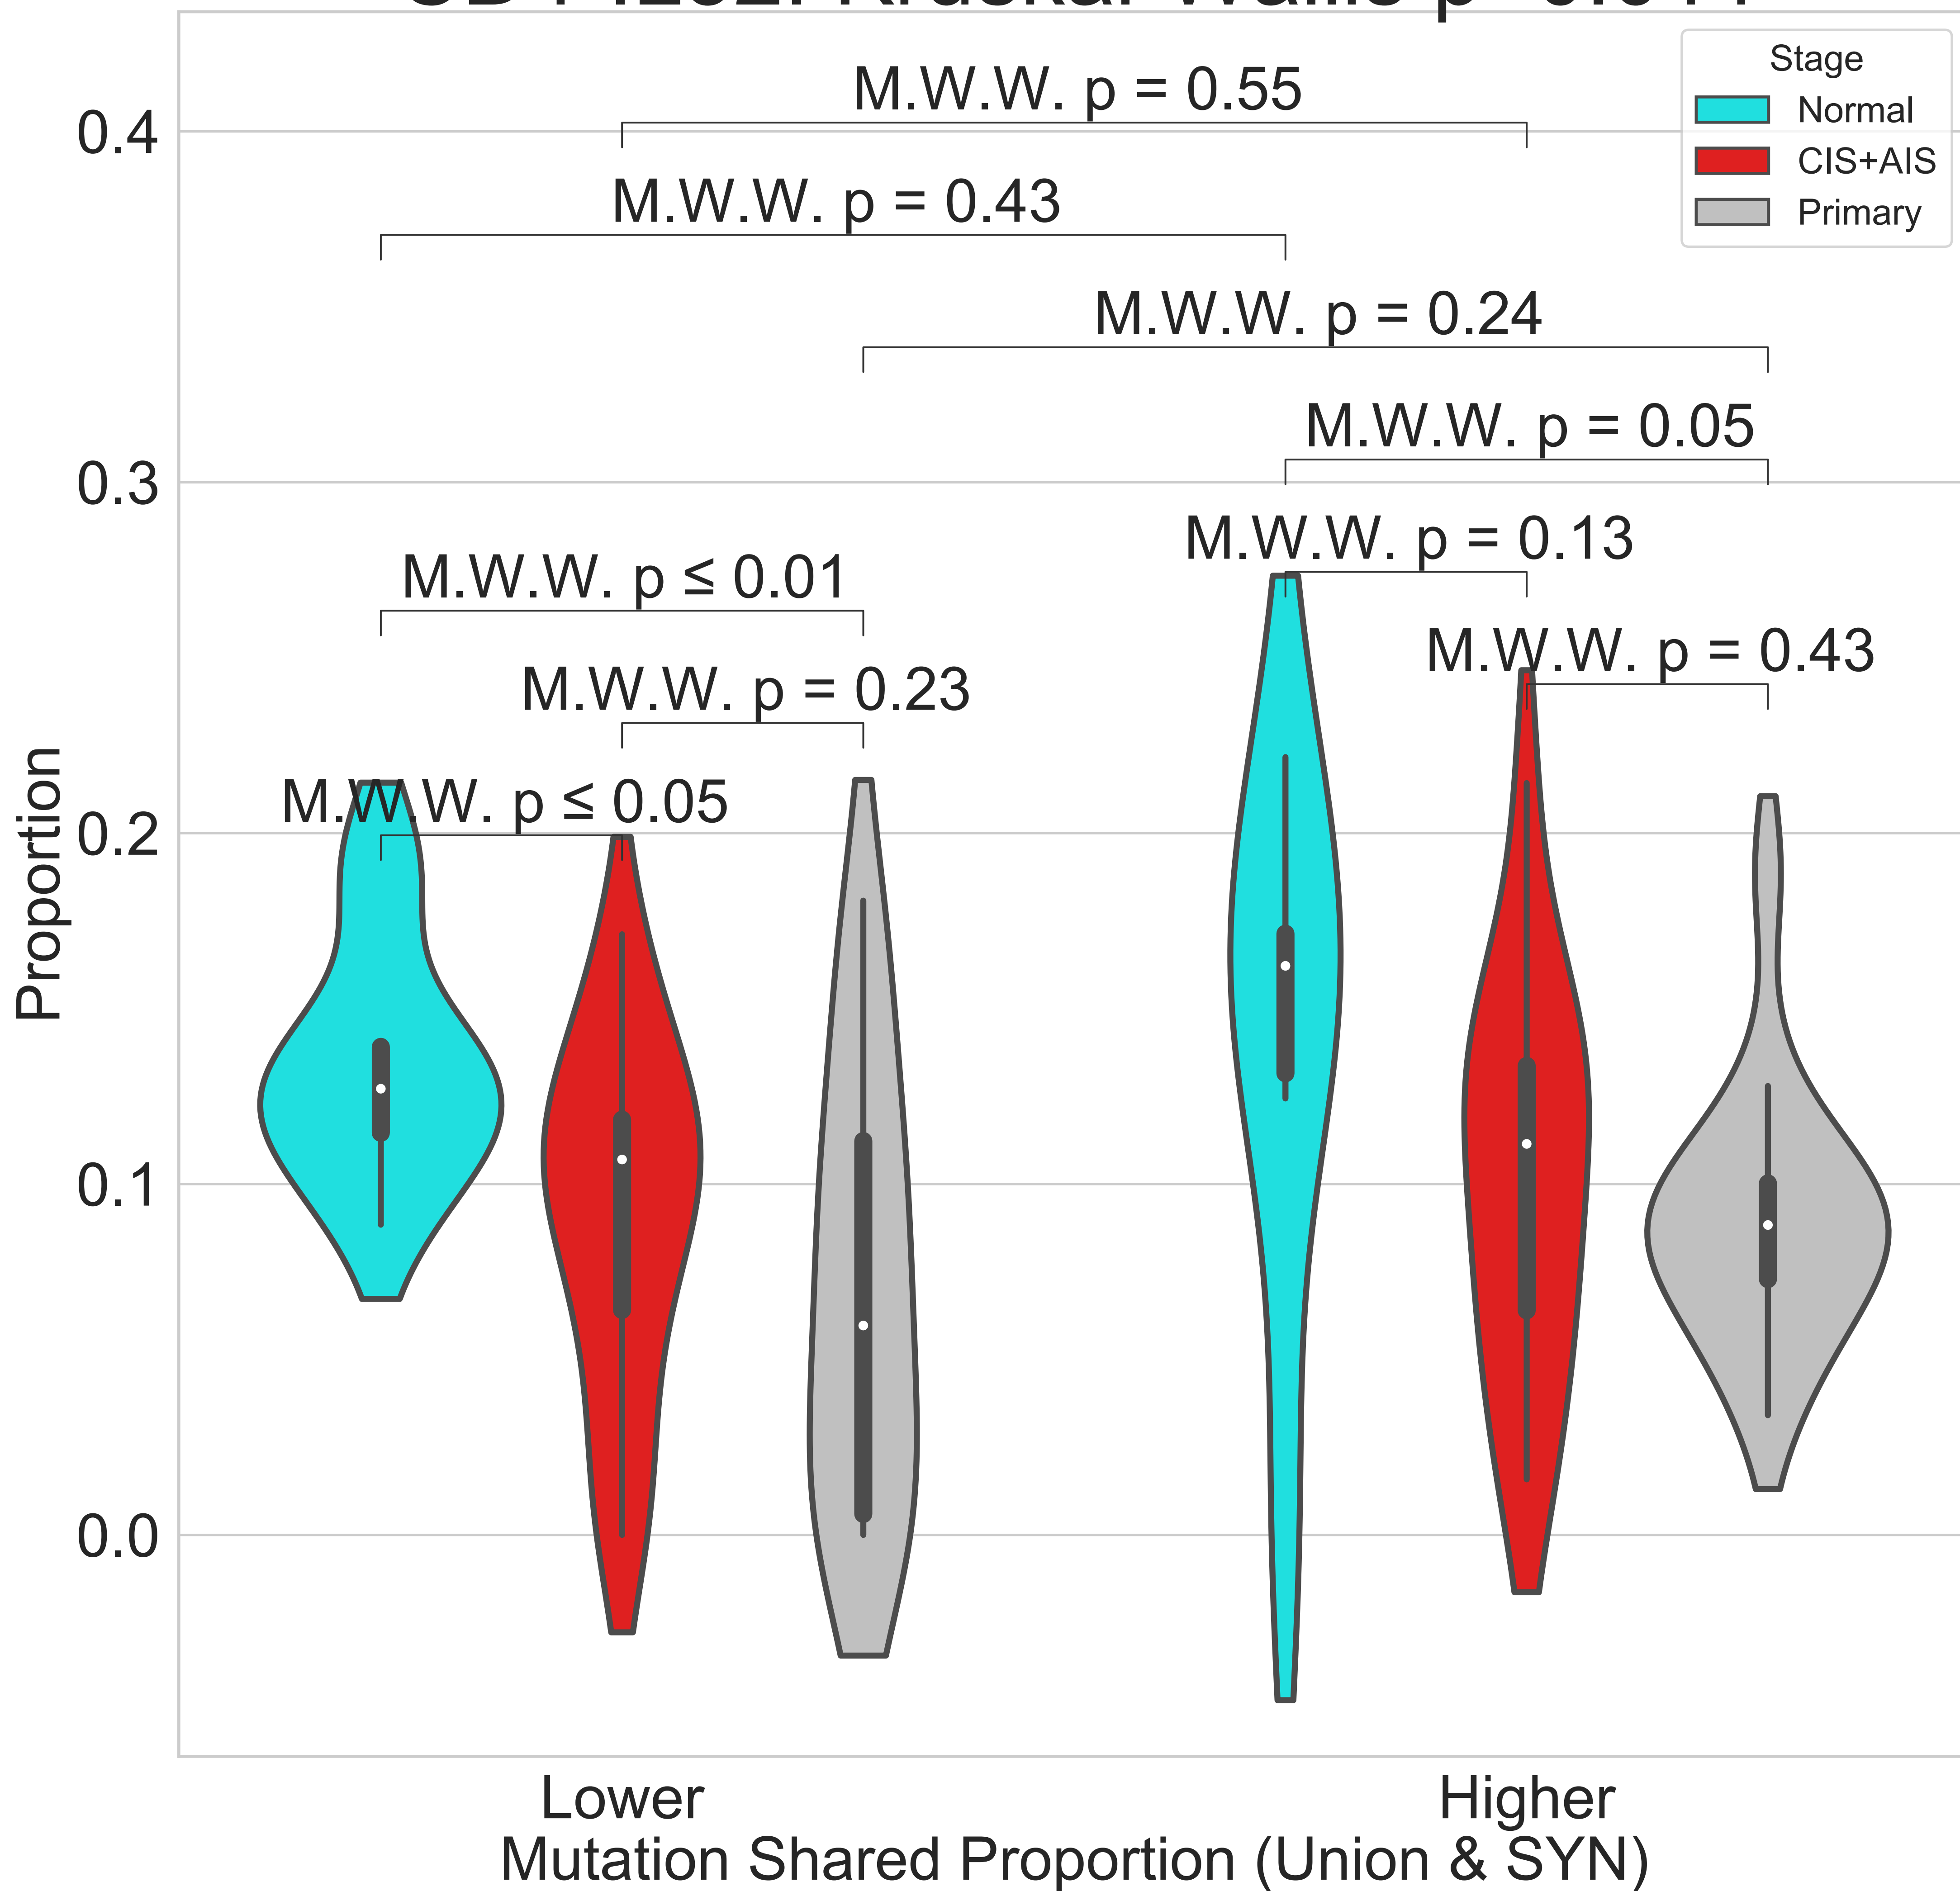 M.W.W. p = 0.55
M.W.W. p = 0.43
M.W.W. p = 0.24
M.W.W. p = 0.05
M.W.W. p = 0.13
M.W.W. p = 0.43
M.W.W. p ≤ 0.01
M.W.W. p = 0.23
M.W.W. p ≤ 0.05
Stage
Normal
CIS+AIS
Primary
Proportion
0.4
0.3
0.2
0.1
0.0
Lower
Higher
Mutation Shared Proportion (Union & SYN)